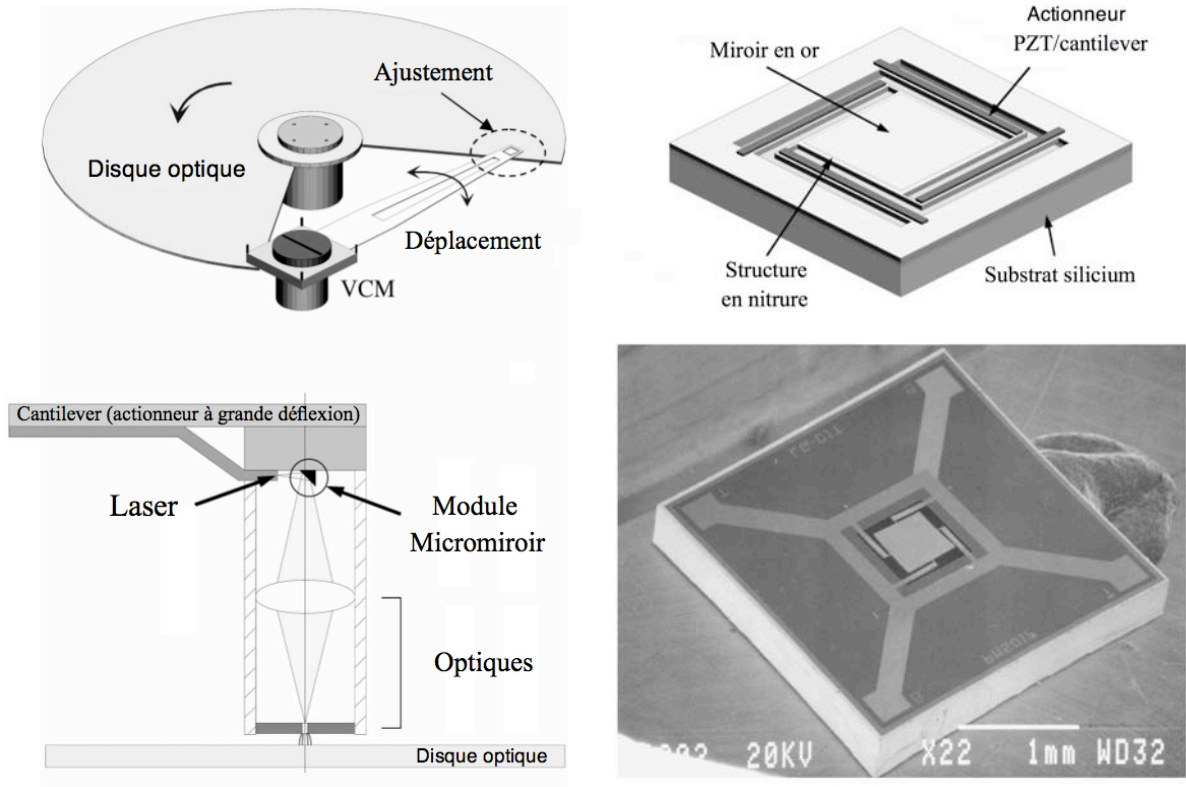 Ajustement
Disque optique
Déplacement
VCM
Actionneur
PZT/cantilever
Miroir en or
Structure
en nitrure
Substrat silicium
Cantilever (actionneur à grande déflexion)
Laser
Module
Micromiroir
Optiques
Disque optique
20KV X22 1mm WD32